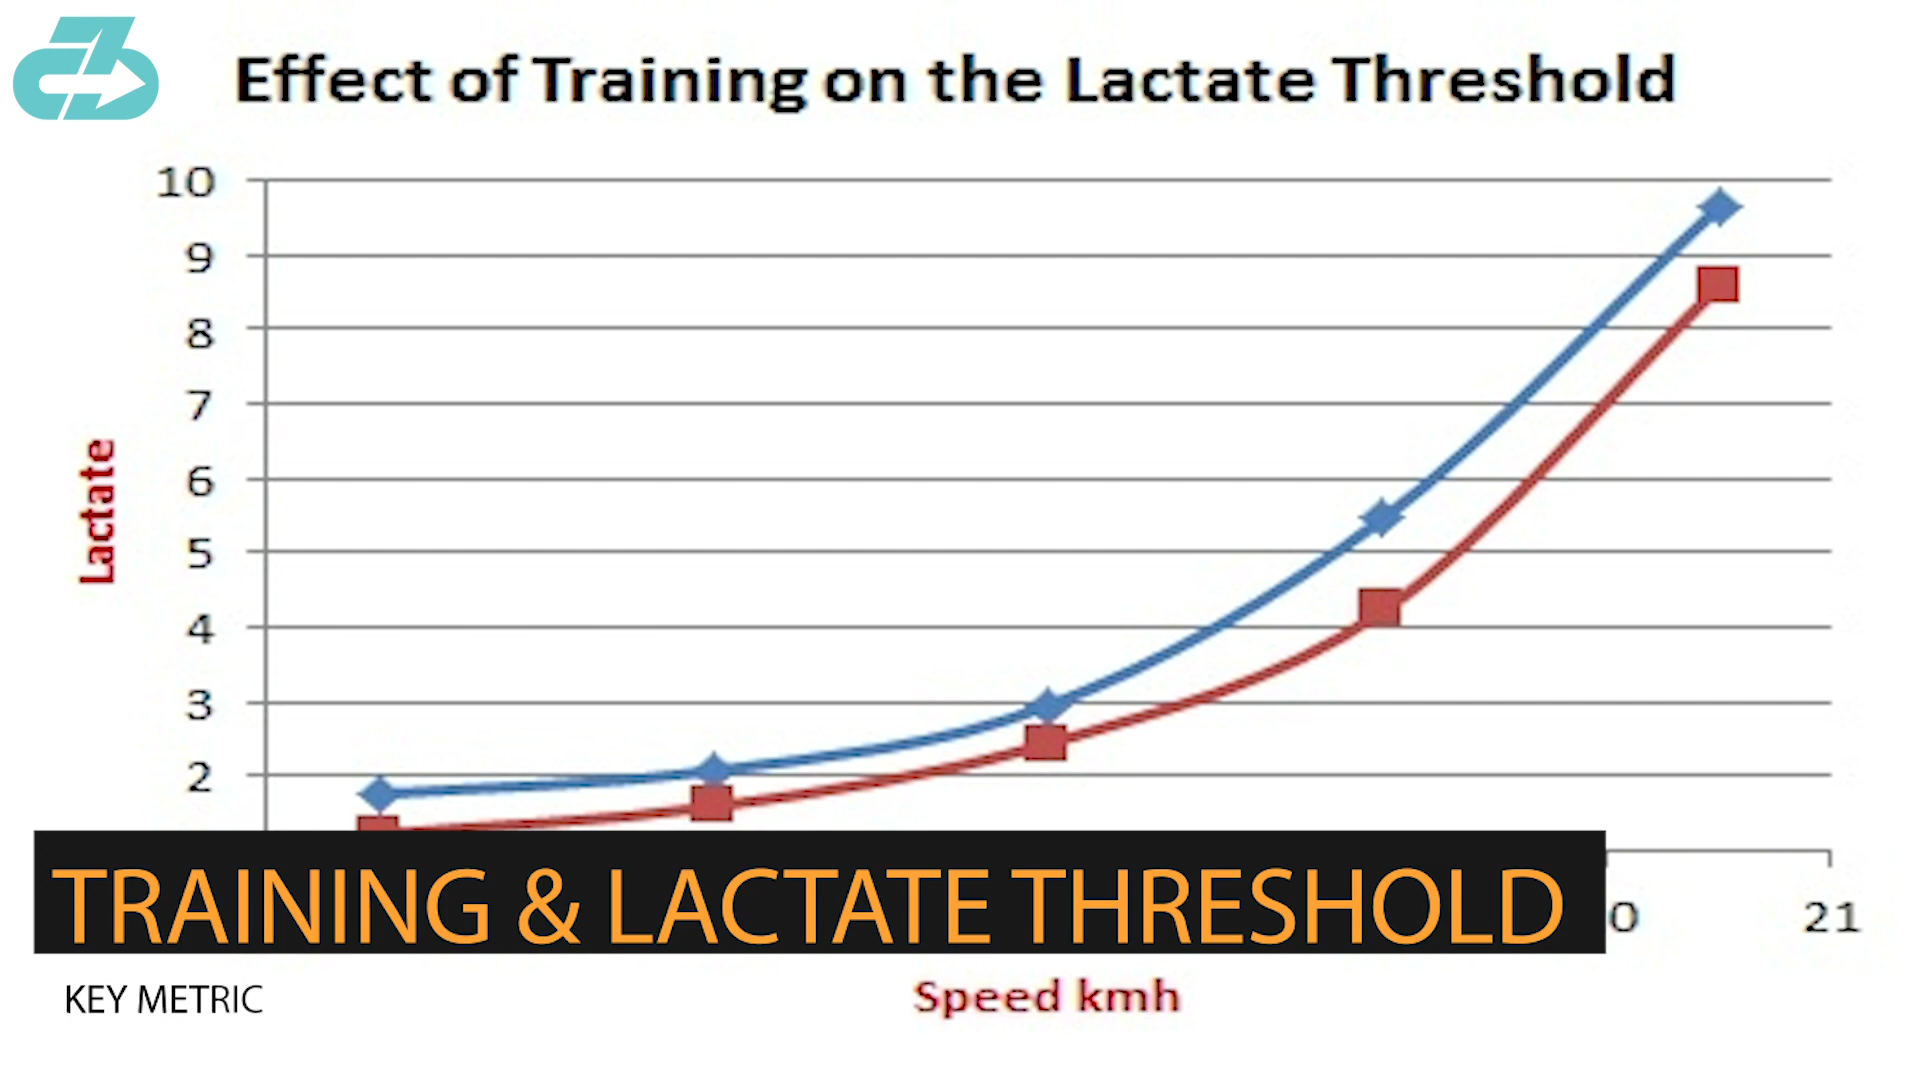 Effect of Training on the Lactate Threshold
10
9
8
7
6
5
4
3
2
Lactate
TRAINING & LACTATE THRESHOLD
0 21
KEY METRIC
Speed kmh